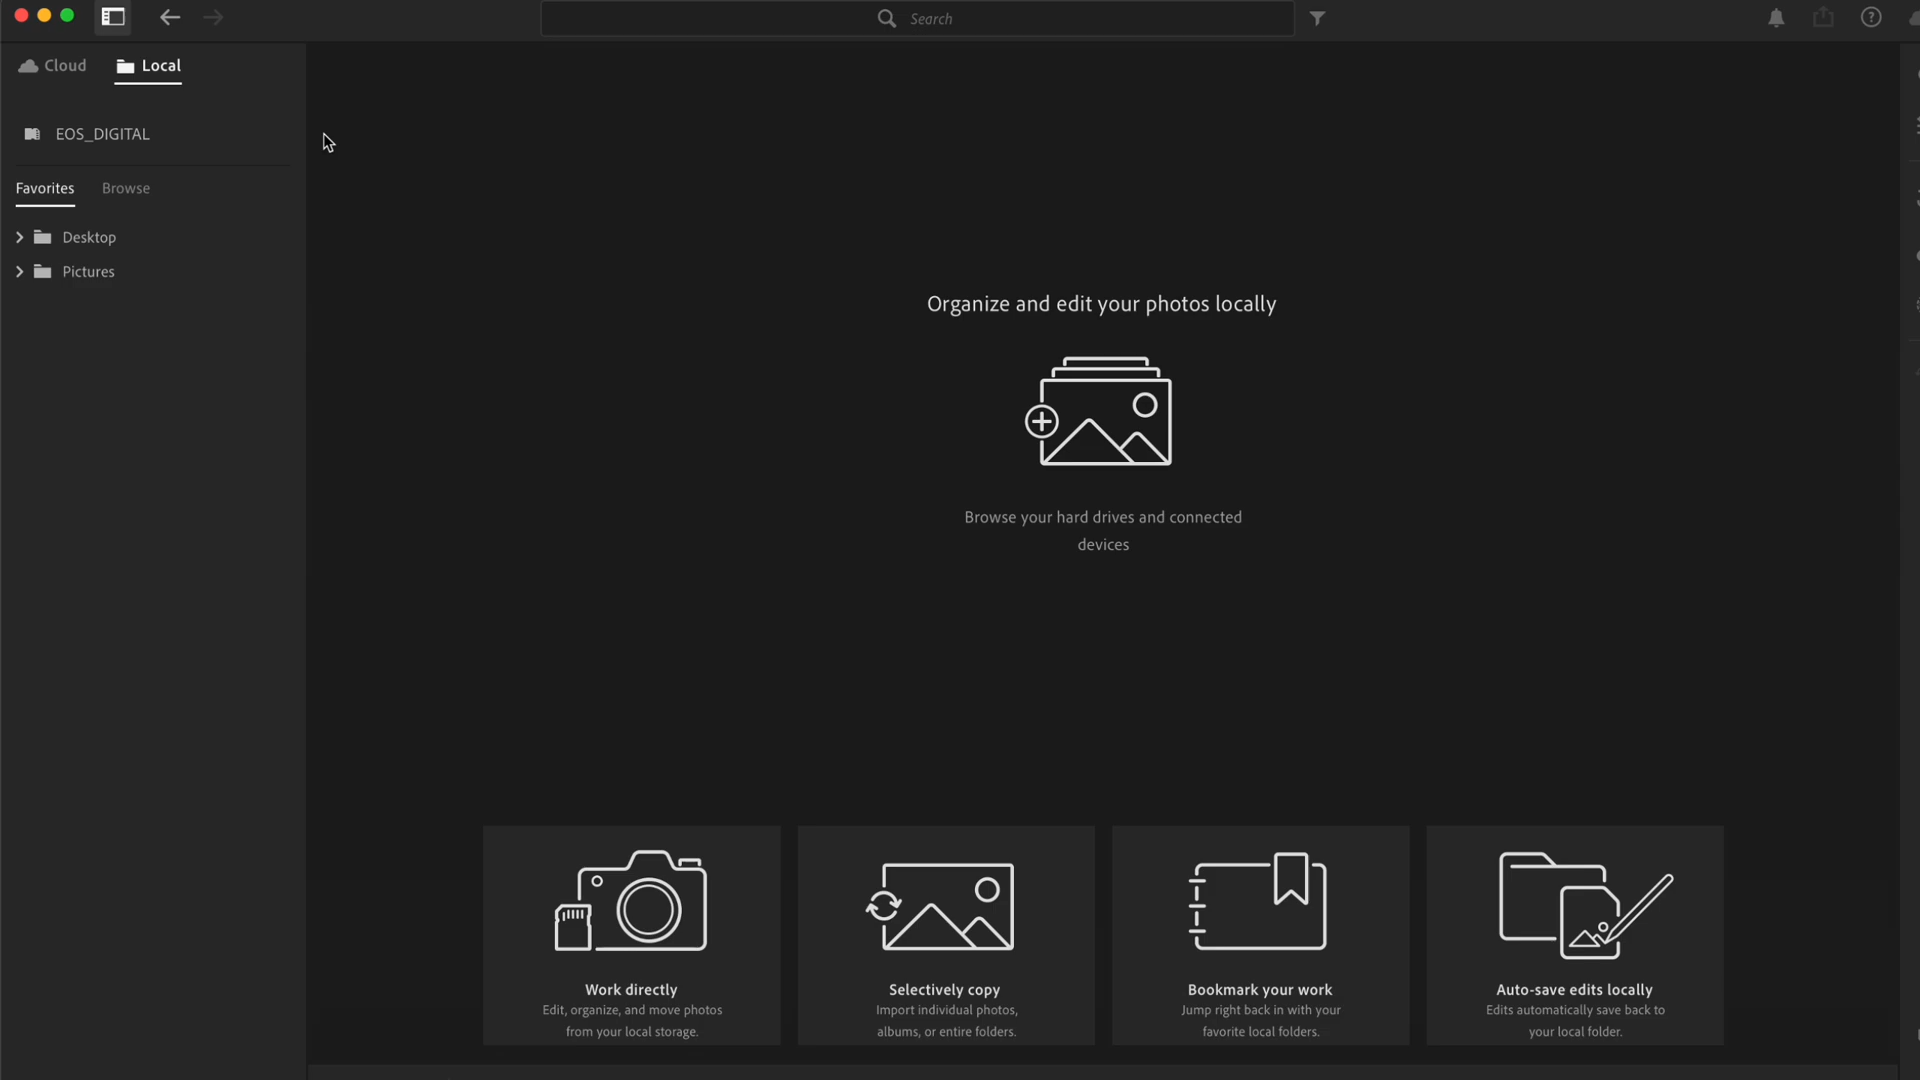 Search
Cloud
Local
EOS_DIGITAL
Favorites
Browse
Desktop
Pictures
Organize and edit your photos locally
Browse your hard drives and connected
devices
Work directly
Edit, organize, and move photos
from your local storage.
Selectively copy
Import individual photos,
albums, or entire folders.
Bookmark your work
Jump right back in with your
favorite local folders.
Auto-save edits locally
Edits automatically save back to
your local folder.